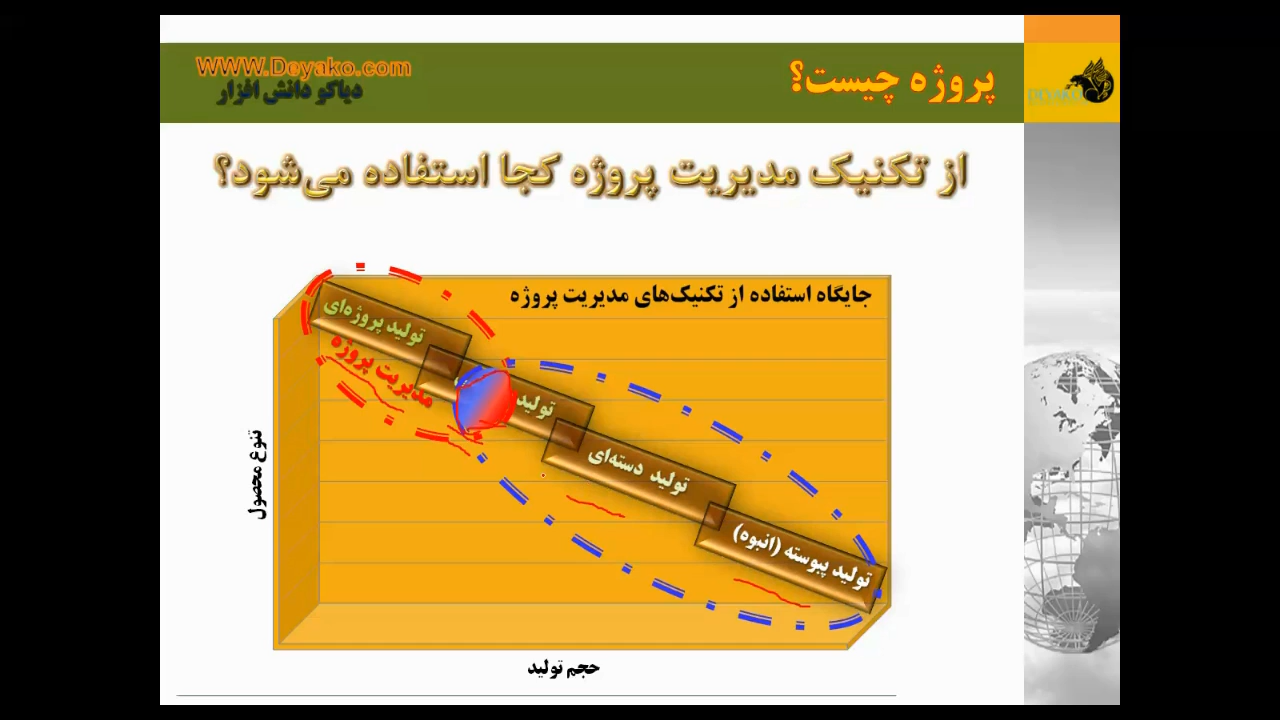 WWW.Deyako.com
دیاکو دانش افزار
پروژه چیست؟
DEYAKO
از تکنیک مدیریت پروژه کجا استفاده می‌شود؟
جایگاه استفاده از تکنیک‌های مدیریت پروژه
تولید پروژه‌ای
مدیریت پروژه
تولید
تولید دسته‌ای
تولید پیوسته (انبوه)
تنوع محصول
حجم تولید